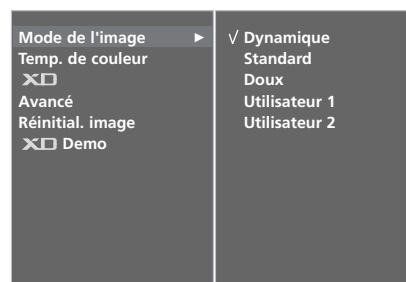 Mode de l'image ►
Temp. de couleur
XD
Avancé
Réinitial. image
XD Demo
√ Dynamique
Standard
Doux
Utilisateur 1
Utilisateur 2